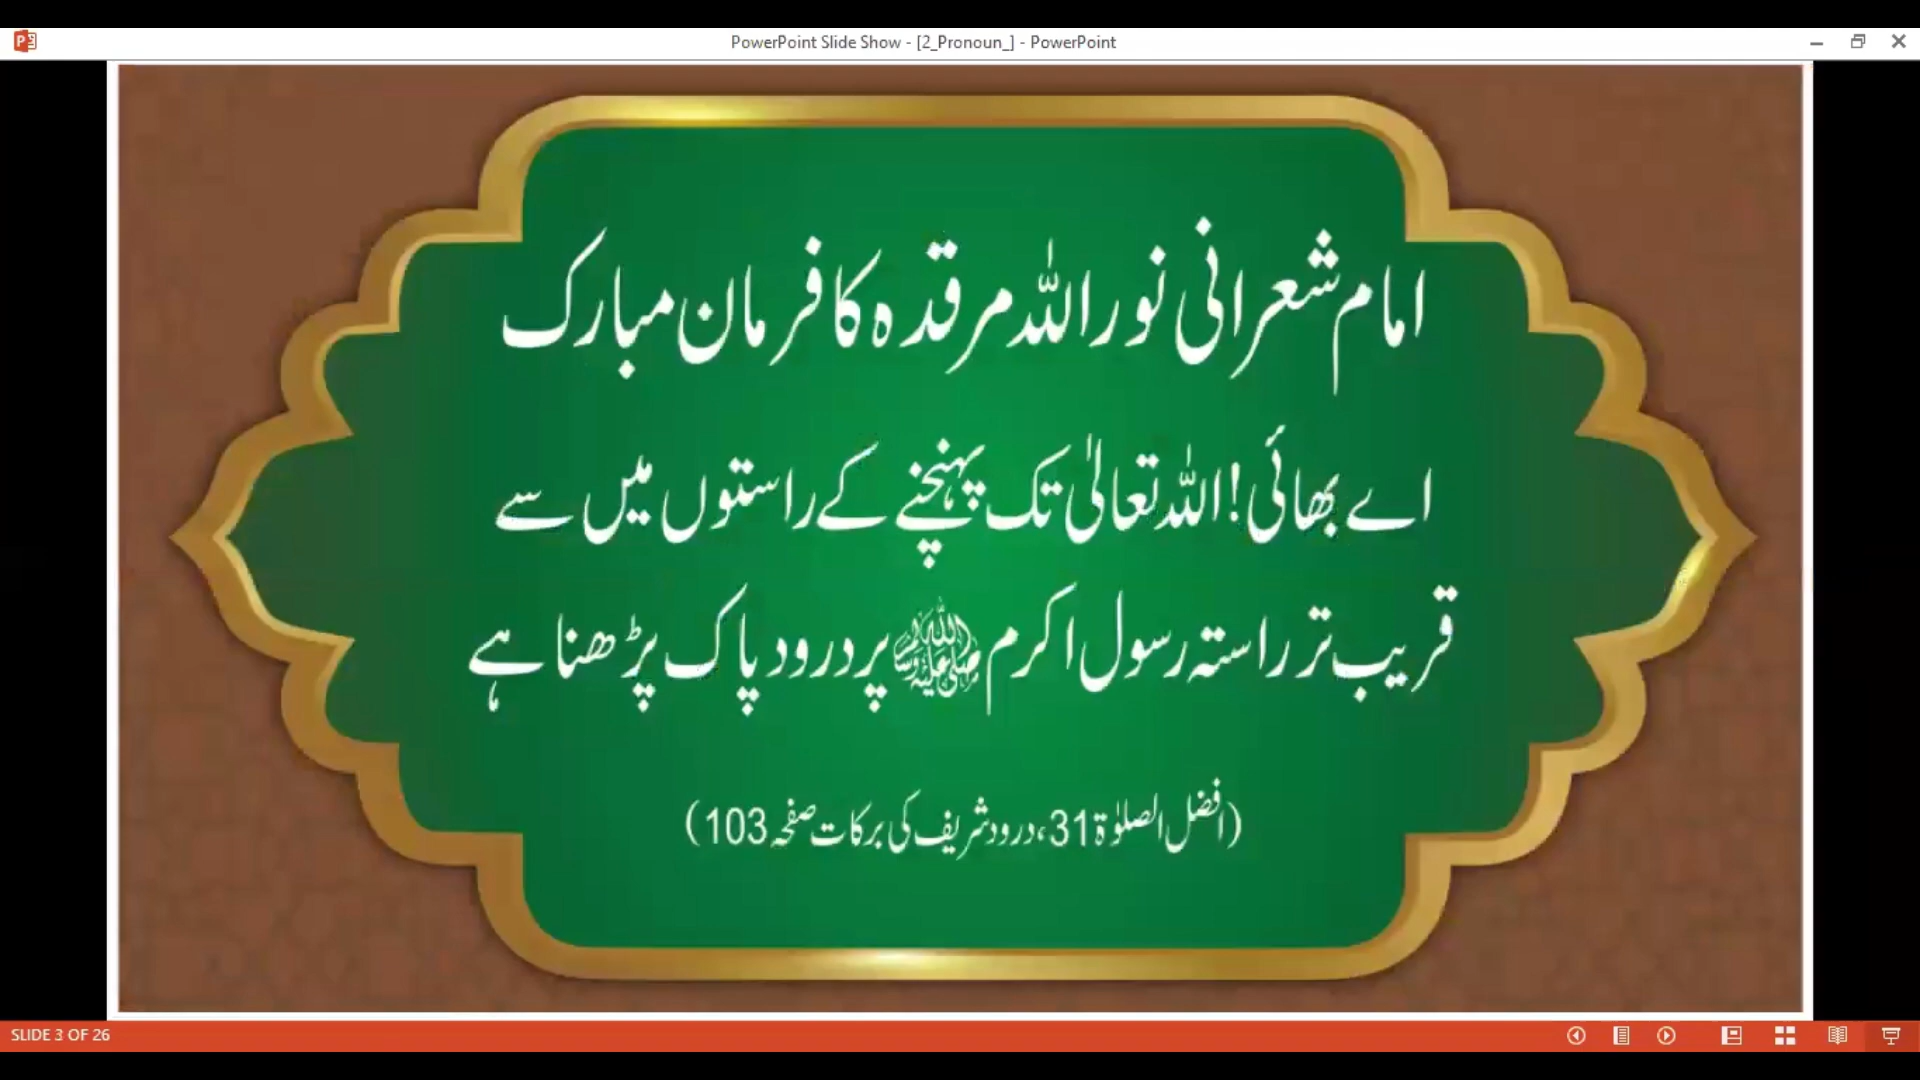 PowerPoint Slide Show - [2_Pronoun_] - PowerPoint
امام شعرانی نور اللہ مرقدہ کا فرمان مبارک
اے بھائی! اللہ تعالیٰ تک پہنچنے کے راستوں میں سے
قریب تر راستہ رسول اکرم ﷺ پر درود پاک پڑھنا ہے
(افضل الصلوٰۃ 31، درود شریف کی برکات صفحہ 103)
SLIDE 3 OF 26